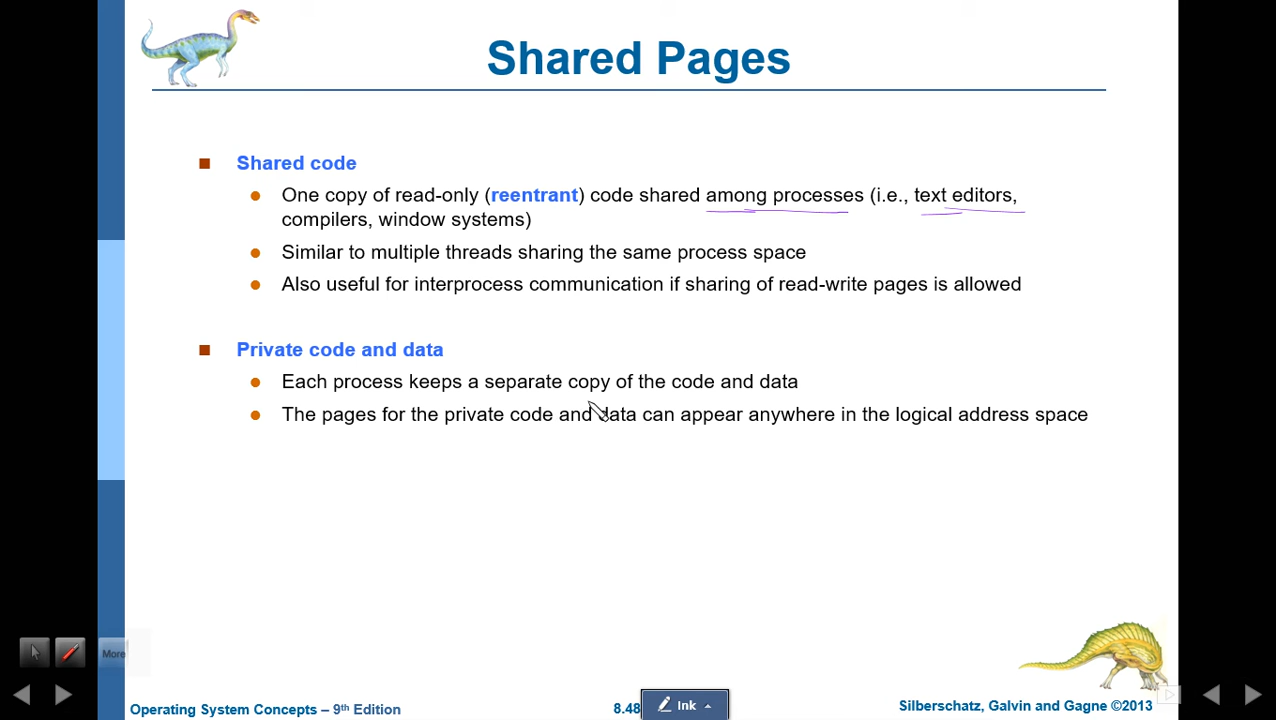 Shared Pages
Shared code
One copy of read-only (reentrant) code shared among processes (i.e., text editors,
compilers, window systems)
Similar to multiple threads sharing the same process space
Also useful for interprocess communication if sharing of read-write pages is allowed
Private code and data
Each process keeps a separate copy of the code and data
The pages for the private code and data can appear anywhere in the logical address space
More
Operating System Concepts – 9th Edition
8.48
Ink
Silberschatz, Galvin and Gagne ©2013